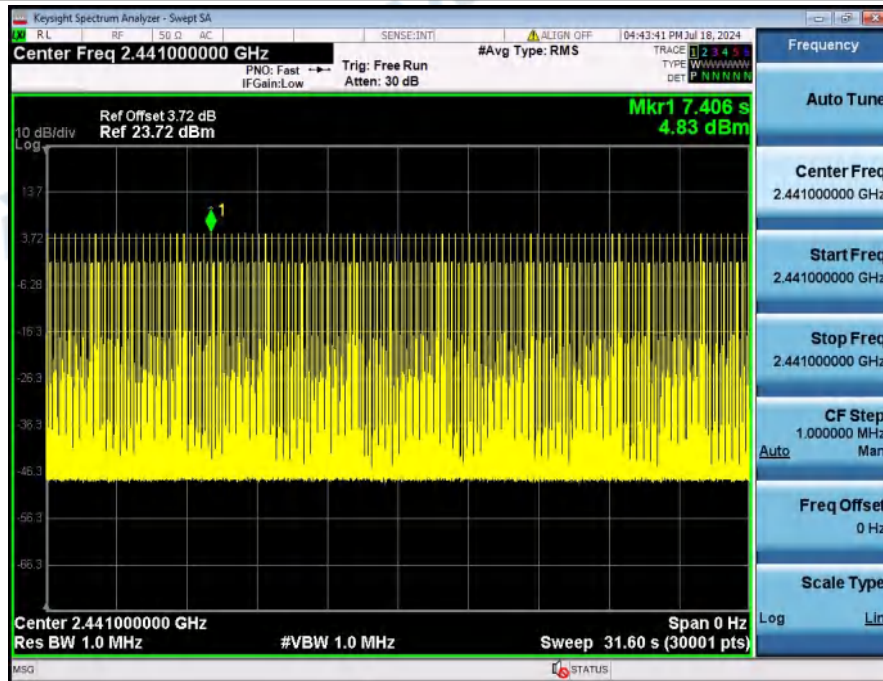 Keysight Spectrum Analyzer - Swept SA
LXI RL RF 50 Ω AC SENSE:INT ALIGN OFF 04:43:41 PM Jul 18, 2024
Center Freq 2.441000000 GHz
#Avg Type: RMS
TRACE 1 2 3 4 5 6
PNO: Fast Trig: Free Run
TYPE WWWWWW
IFGain:Low Atten: 30 dB
DET P N N N N N
Ref Offset 3.72 dB
Mkr1 7.406 s
10 dB/div Ref 23.72 dBm
4.83 dBm
Log
13.7
1
3.72
-6.28
-16.3
-26.3
-36.3
-46.3
-56.3
-66.3
Center 2.441000000 GHz
Span 0 Hz
Res BW 1.0 MHz
#VBW 1.0 MHz
Sweep 31.60 s (30001 pts)
MSG
STATUS
Frequency
Auto Tune
Center Freq
2.441000000 GHz
Start Freq
2.441000000 GHz
Stop Freq
2.441000000 GHz
CF Step
1.000000 MHz
Auto Man
Freq Offset
0 Hz
Scale Type
Log Lin